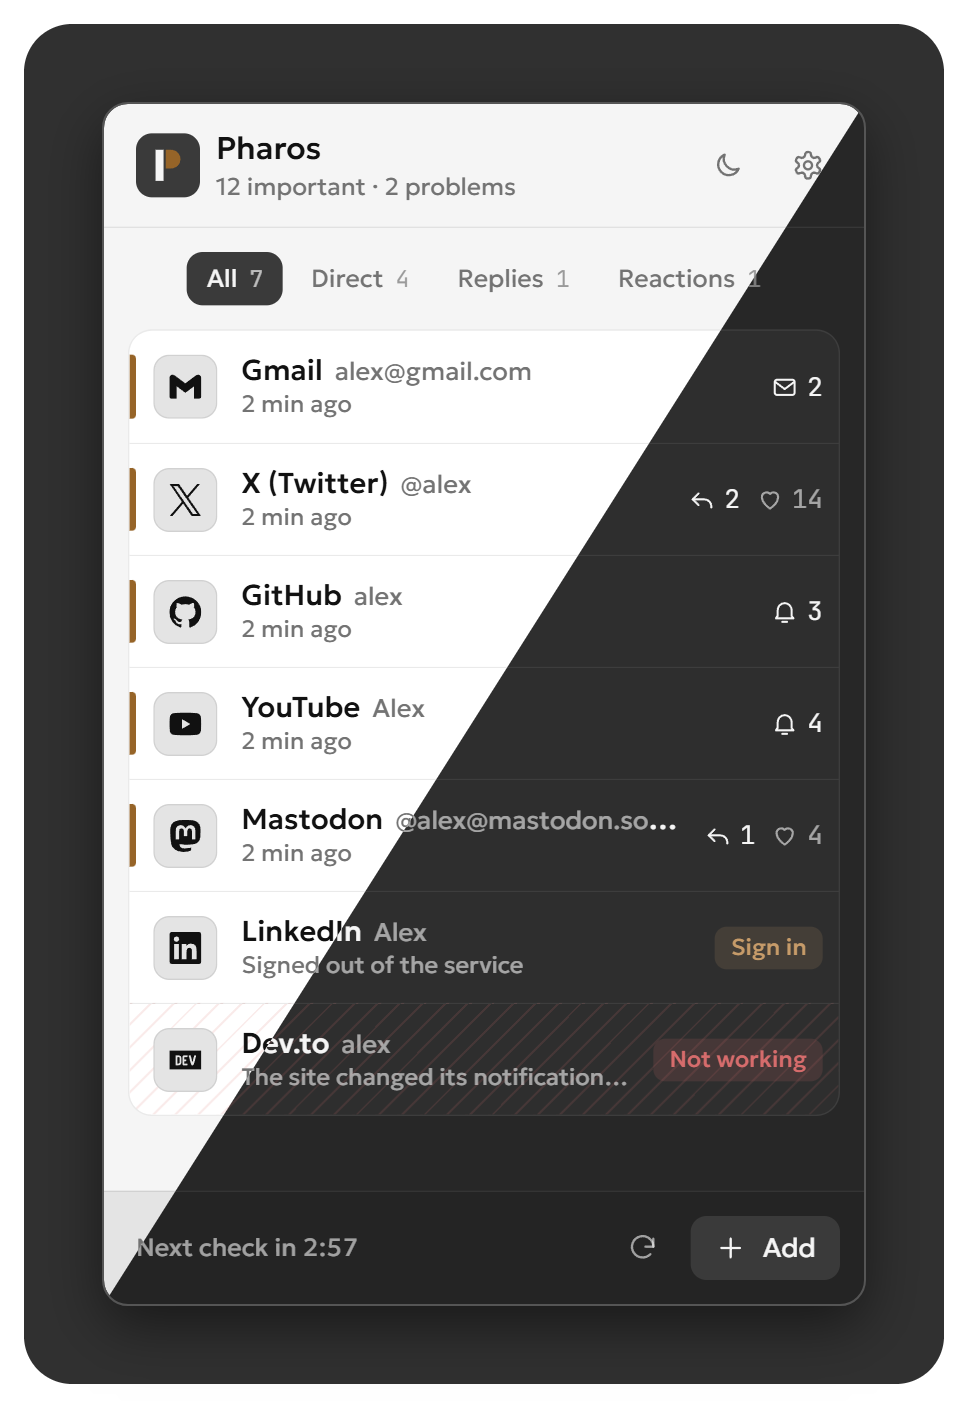 Pharos
12 important · 2 problems
All 7 Direct 4 Replies 1 Reactions 1
Gmail alex@gmail.com
2 min ago
2
X (Twitter) @alex
2 min ago
2 14
GitHub alex
2 min ago
3
YouTube Alex
2 min ago
4
Mastodon @alex@mastodon.so...
2 min ago
1 4
LinkedIn Alex
Signed out of the service
Sign in
DEV
Dev.to alex
The site changed its notification...
Not working
Next check in 2:57
Add